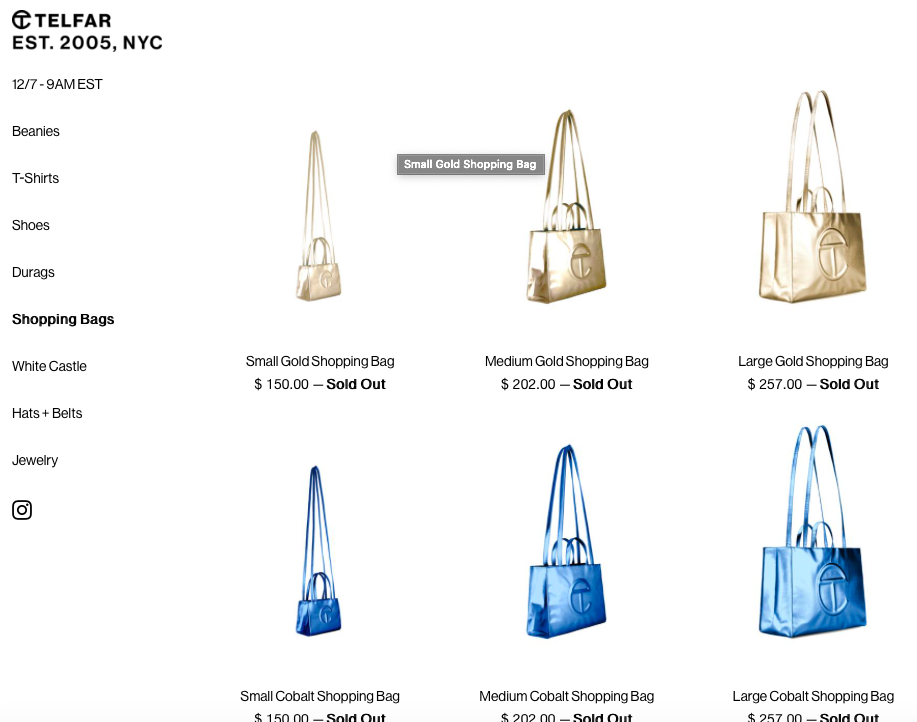 TELFAR
EST. 2005, NYC
12/7 - 9AM EST
Beanies
T-Shirts
Shoes
Durags
Shopping Bags
White Castle
Hats + Belts
Jewelry
Small Gold Shopping Bag
Small Gold Shopping Bag
$ 150.00 — Sold Out
Medium Gold Shopping Bag
$ 202.00 — Sold Out
Large Gold Shopping Bag
$ 257.00 — Sold Out
Small Cobalt Shopping Bag
$ 150.00 — Sold Out
Medium Cobalt Shopping Bag
$ 202.00 — Sold Out
Large Cobalt Shopping Bag
$ 257.00 — Sold Out